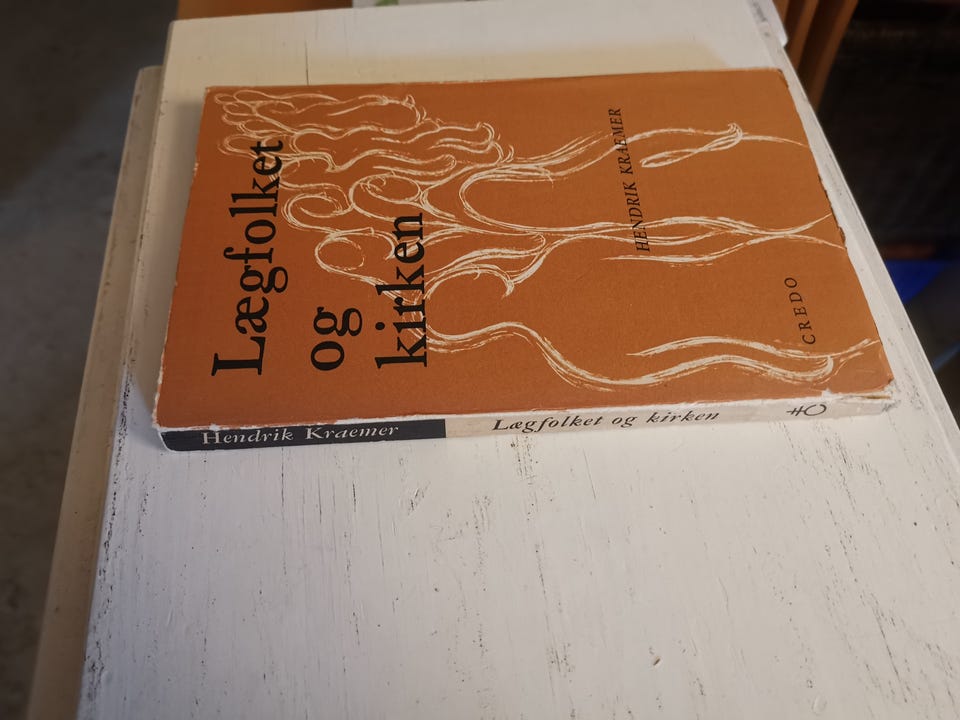 Lægfolket
og
kirken
HENDRIK KRAEMER
CREDO
Hendrik Kraemer
Lægfolket og kirken